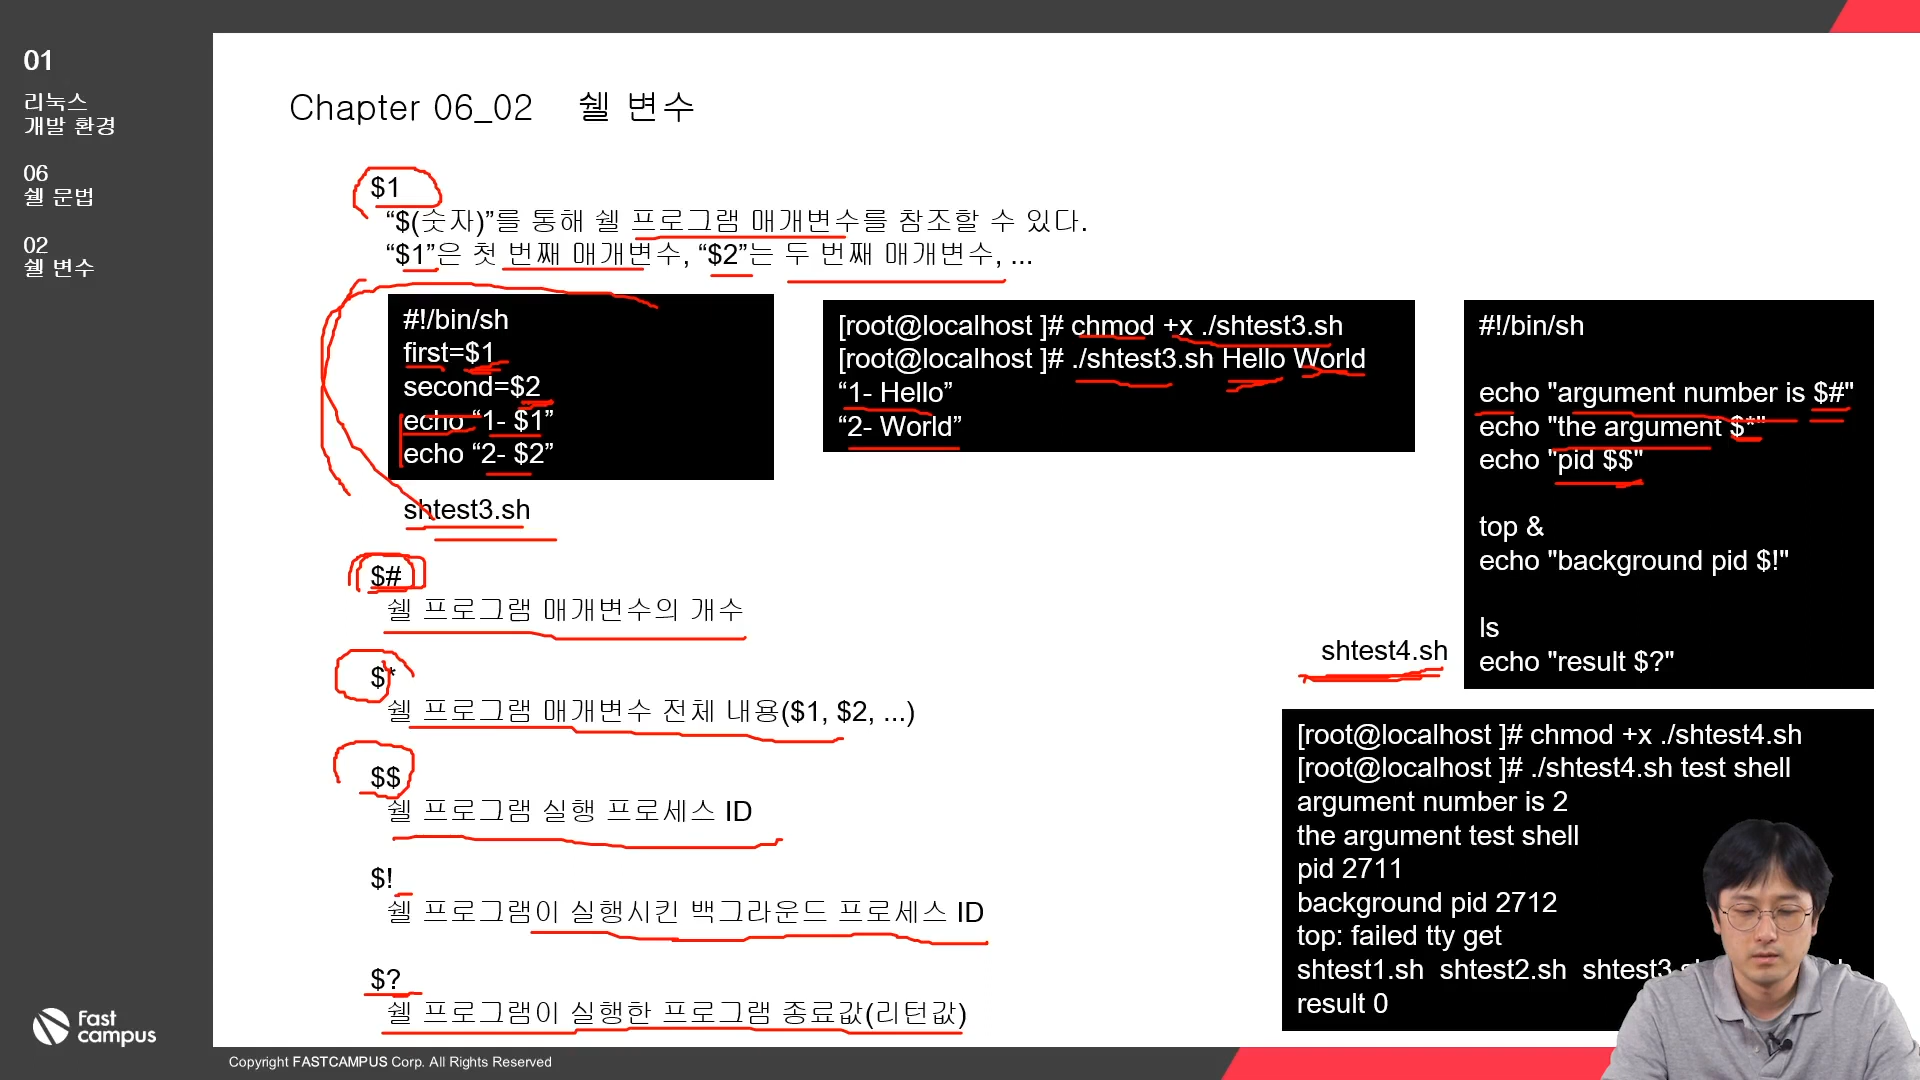 01
리눅스
개발 환경
06
쉘 문법
02
쉘 변수
Chapter 06_02 쉘 변수
$1
“$(숫자)”를 통해 쉘 프로그램 매개변수를 참조할 수 있다.
“$1”은 첫 번째 매개변수, “$2”는 두 번째 매개변수, ...
#!/bin/sh
first=$1
second=$2
echo “1- $1”
echo “2- $2”
shtest3.sh
[root@localhost ]# chmod +x ./shtest3.sh
[root@localhost ]# ./shtest3.sh Hello World
“1- Hello”
“2- World”
$#
쉘 프로그램 매개변수의 개수
$*
쉘 프로그램 매개변수 전체 내용($1, $2, ...)
$$
쉘 프로그램 실행 프로세스 ID
$!
쉘 프로그램이 실행시킨 백그라운드 프로세스 ID
$?
쉘 프로그램이 실행한 프로그램 종료값(리턴값)
#!/bin/sh
echo "argument number is $#"
echo "the argument $*"
echo "pid $$"
top &
echo "background pid $!"
ls
echo "result $?"
shtest4.sh
[root@localhost ]# chmod +x ./shtest4.sh
[root@localhost ]# ./shtest4.sh test shell
argument number is 2
the argument test shell
pid 2711
background pid 2712
top: failed tty get
shtest1.sh shtest2.sh
result 0
Fast
campus
Copyright FASTCAMPUS Corp. All Rights Reserved